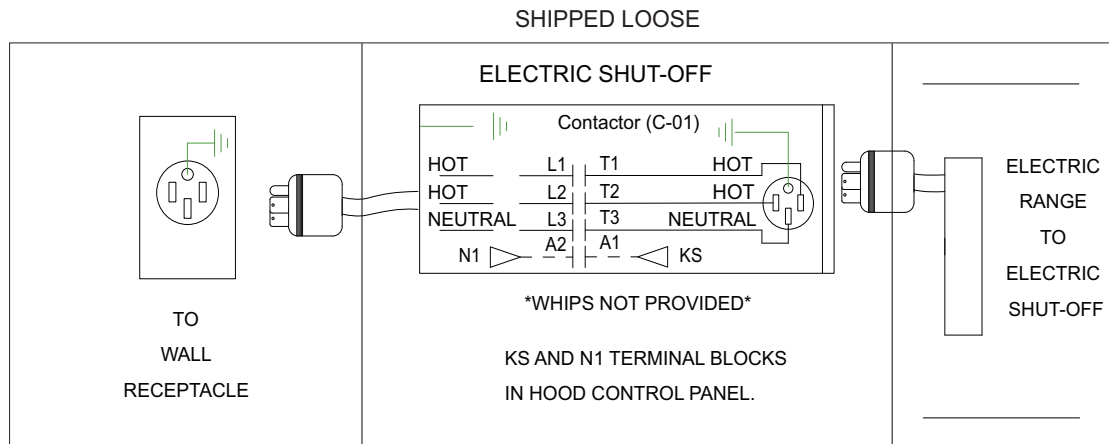 SHIPPED LOOSE
TO
WALL
RECEPTACLE
ELECTRIC SHUT-OFF
Contactor (C-01)
HOT L1 T1 HOT
HOT L2 T2 HOT
NEUTRAL L3 T3 NEUTRAL
A2 A1
N1 KS
*WHIPS NOT PROVIDED*
KS AND N1 TERMINAL BLOCKS
IN HOOD CONTROL PANEL.
ELECTRIC
RANGE
TO
ELECTRIC
SHUT-OFF